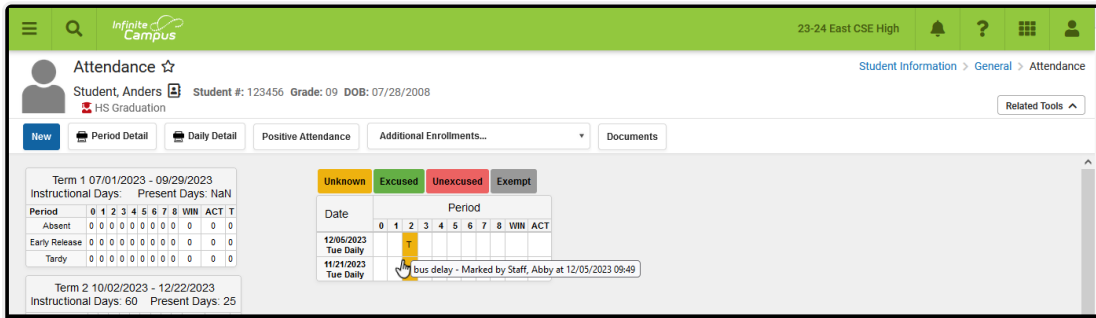 Infinite Campus
23-24 East CSE High
?
Attendance
Student Information > General > Attendance
Student, Anders Student #: 123456 Grade: 09 DOB: 07/28/2008
HS Graduation
Related Tools
New Period Detail Daily Detail Positive Attendance Additional Enrollments... Documents
Term 1 07/01/2023 - 09/29/2023
Instructional Days: Present Days: NaN
Period 0 1 2 3 4 5 6 7 8 WIN ACT T
Absent 0 0 0 0 0 0 0 0 0 0 0 0
Early Release 0 0 0 0 0 0 0 0 0 0 0 0
Tardy 0 0 0 0 0 0 0 0 0 0 0 0
Term 2 10/02/2023 - 12/22/2023
Instructional Days: 60 Present Days: 25
Unknown Excused Unexcused Exempt
Date Period
0 1 2 3 4 5 6 7 8 WIN ACT
12/05/2023
Tue Daily T
11/21/2023
Tue Daily
bus delay - Marked by Staff, Abby at 12/05/2023 09:49